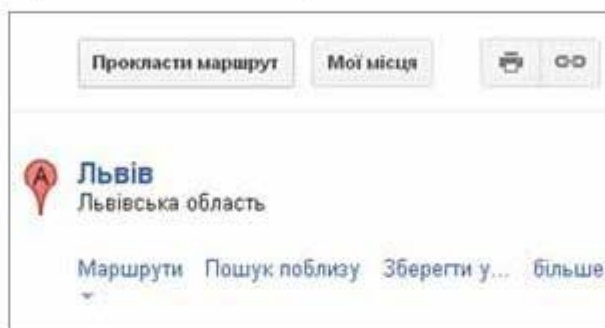 Прокласти маршрут Мої місця
A
Львів
Львівська область
Маршрути Пошук поблизу Зберегти у... більше